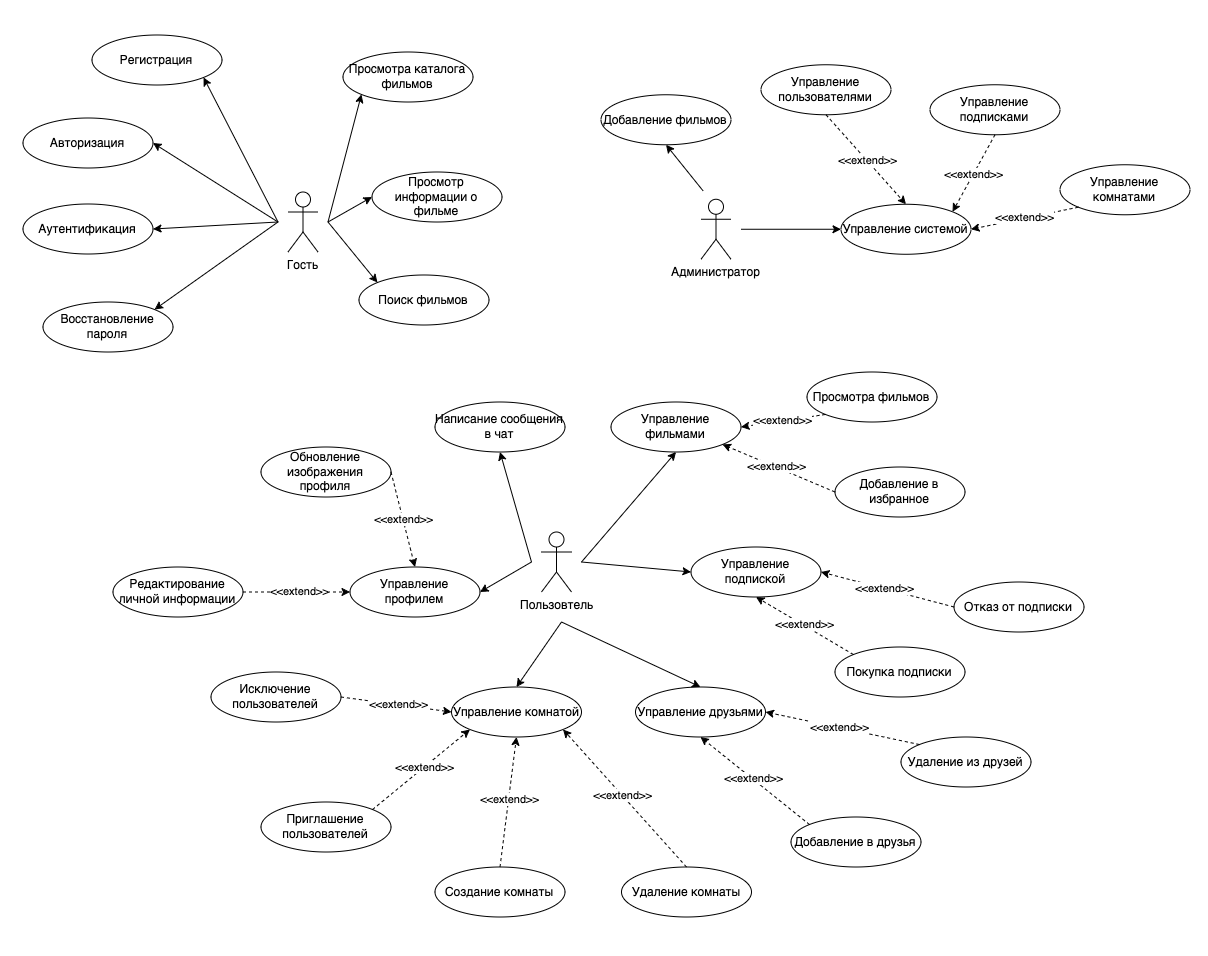 Регистрация
Просмотра каталога
фильмов
Авторизация
Просмотр
информации о
фильме
Аутентификация
Гость
Поиск фильмов
Восстановление
пароля
Управление
пользователями
Управление
подписками
Добавление фильмов
<<extend>>
<<extend>>
Управление
комнатами
<<extend>>
Управление системой
Администратор
Просмотра фильмов
Написание сообщения
в чат
Управление
фильмами
<<extend>>
Обновление
изображения
профиля
<<extend>>
Добавление в
избранное
<<extend>>
Управление
подпиской
Редактирование
личной информации
<<extend>>
Управление
профилем
<<extend>>
Пользовтель
Отказ от подписки
<<extend>>
Покупка подписки
Исключение
пользователей
<<extend>>
Управление комнатой
Управление друзьями
<<extend>>
Удаление из друзей
<<extend>>
<<extend>>
<<extend>>
<<extend>>
Приглашение
пользователей
Добавление в друзья
Создание комнаты
Удаление комнаты